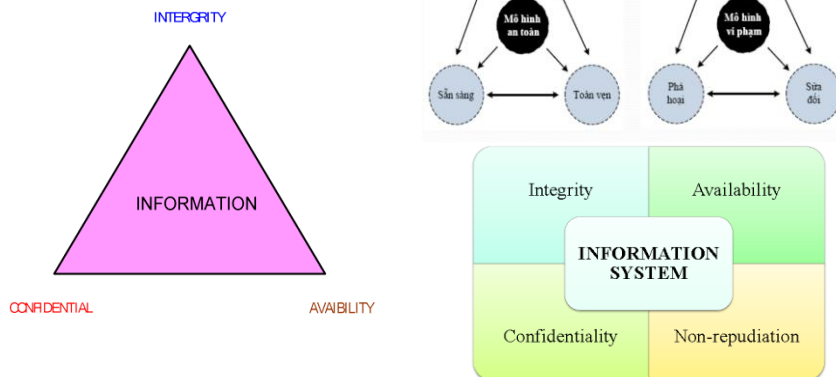 INTERGRITY
INFORMATION
CONFIDENTIAL
AVAIBILITY
Mô hình
an toàn
Sẵn sàng
Toàn vẹn
Mô hình
vi phạm
Phá
hoại
Sửa
đổi
Integrity
Availability
INFORMATION
SYSTEM
Confidentiality
Non-repudiation